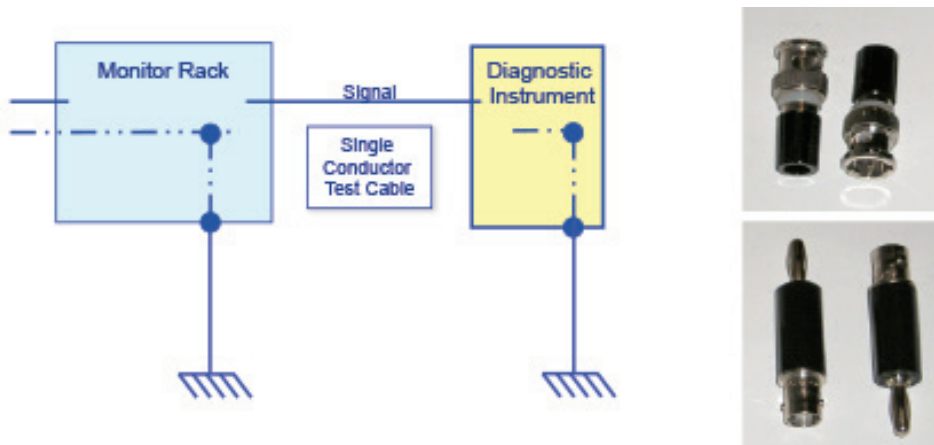 Monitor Rack
Signal
Single
Conductor
Test Cable
Diagnostic
Instrument